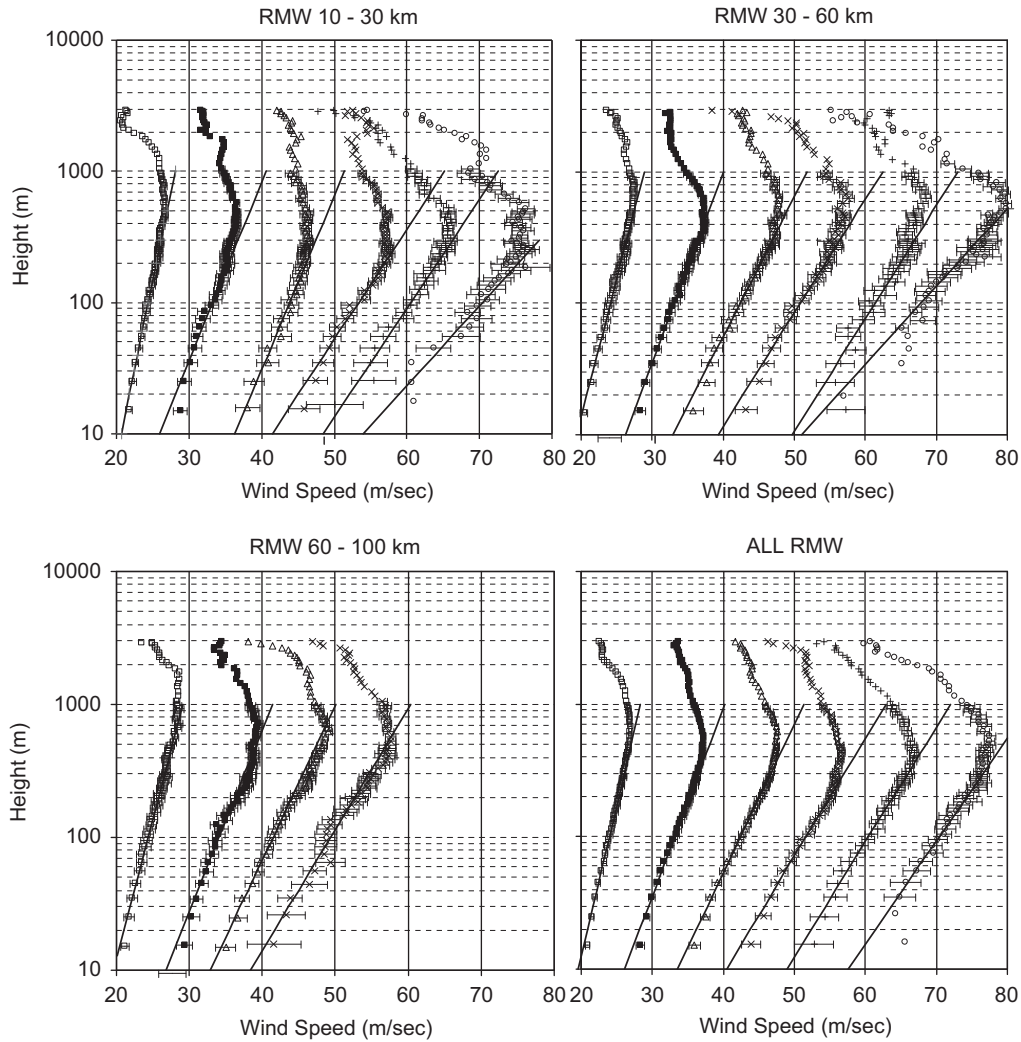 RMW 10 - 30 km
10000
1000
100
10
Height (m)
20 30 40 50 60 70 80
Wind Speed (m/sec)
RMW 30 - 60 km
20 30 40 50 60 70 80
Wind Speed (m/sec)
RMW 60 - 100 km
10000
1000
100
10
Height (m)
20 30 40 50 60 70 80
Wind Speed (m/sec)
ALL RMW
20 30 40 50 60 70 80
Wind Speed (m/sec)